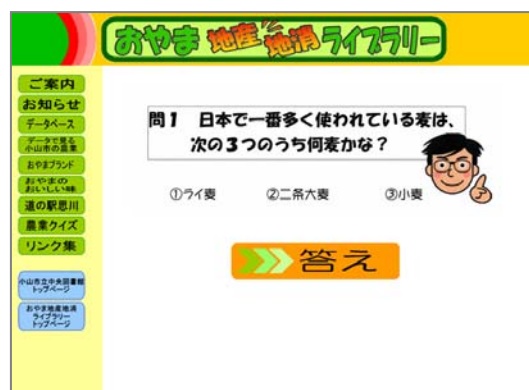 おやま地産地消ライブラリー
ご案内
お知らせ
データベース
データで見る
小山市の農業
おやまブランド
おやまの
おいしい味
道の駅思川
農業クイズ
リンク集
小山市立中央図書館
トップページ
おやま地産地消
ライブラリー
トップページ
問1 日本で一番多く使われている麦は、
次の3つのうち何麦かな?
①ライ麦 ②二条大麦 ③小麦
答え